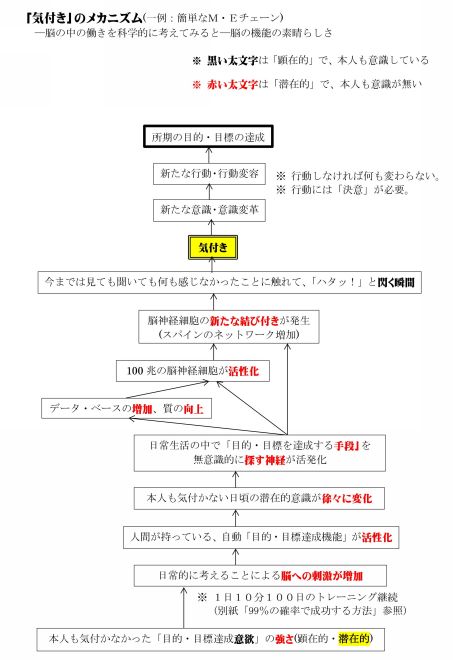 『気付き』のメカニズム(一例：簡単なM・Eチェーン)
―脳の中の働きを科学的に考えてみると―脳の機能の素晴らしさ
※ 黒い太文字は「顕在的」で、本人も意識している
※ 赤い太文字は「潜在的」で、本人も意識が無い
所期の目的・目標の達成
新たな行動・行動変容
※ 行動しなければ何も変わらない。
※ 行動には「決意」が必要。
新たな意識・意識変革
気付き
今までは見ても聞いても何も感じなかったことに触れて、「ハタッ！」と閃く瞬間
脳神経細胞の新たな結び付きが発生
(スパインのネットワーク増加)
100 兆の脳神経細胞が活性化
データ・ベースの増加、質の向上
日常生活の中で「目的・目標を達成する手段』を
無意識的に探す神経が活発化
本人も気付かない日頃の潜在的意識が徐々に変化
人間が持っている、自動「目的・目標達成機能」が活性化
日常的に考えることによる脳への刺激が増加
※ １日１０分１００日のトレーニング継続
(別紙「99％の確率で成功する方法」参照)
本人も気付かなかった「目的・目標達成意欲」の強さ(顕在的・潜在的)